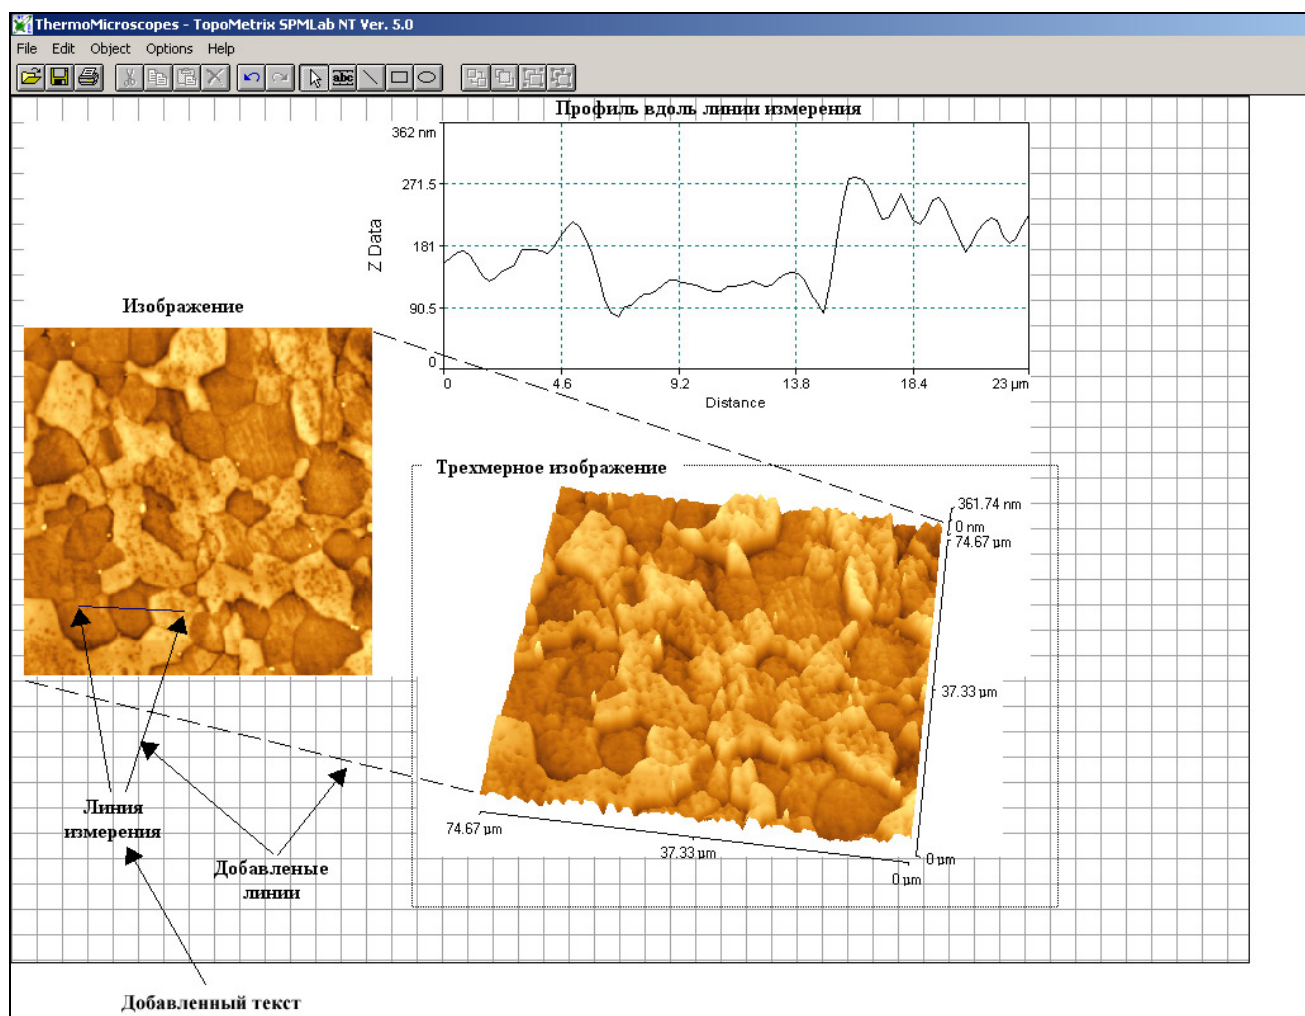 ThermoMicroscopes - TopoMetrix SPMLab NT Ver. 5.0
File Edit Object Options Help
abc
Профиль вдоль линии измерения
362 nm
271.5
181
90.5
0
Z Data
0 4.6 9.2 13.8 18.4 23 µm
Distance
Изображение
Трехмерное изображение
361.74 nm
0 nm
74.67 µm
37.33 µm
0 µm
74.67 µm
37.33 µm
0 µm
Линия
измерения
Добавленые
линии
Добавленный текст